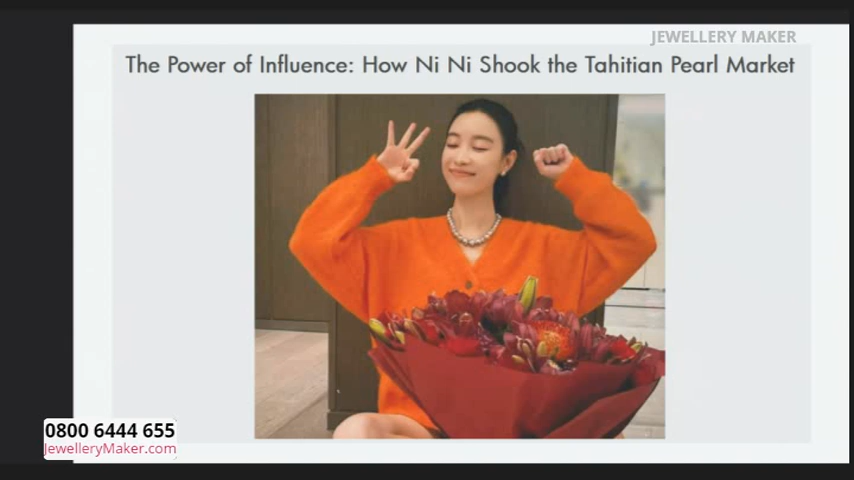 JEWELLERY MAKER
The Power of Influence: How Ni Ni Shook the Tahitian Pearl Market
0800 6444 655
JewelleryMaker.com